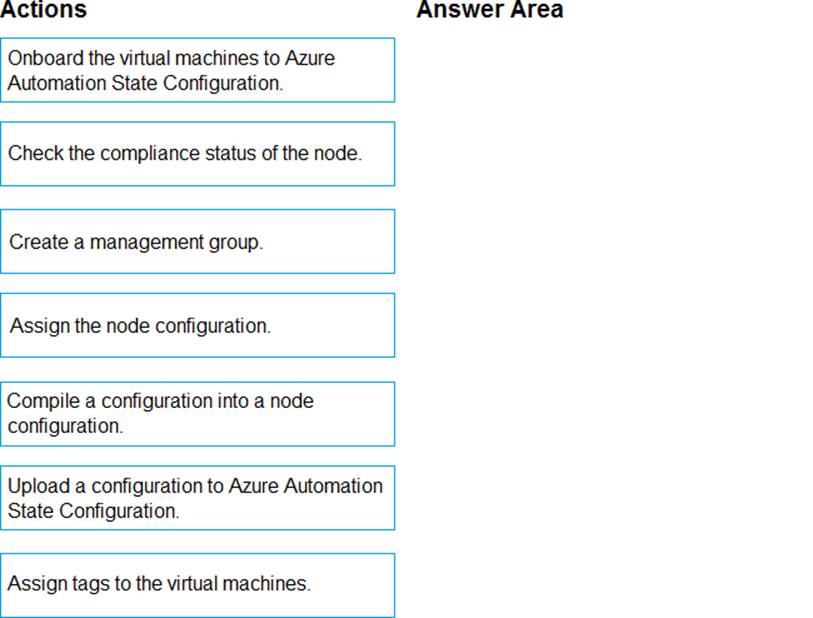 Actions
Answer Area
Onboard the virtual machines to Azure
Automation State Configuration.
Check the compliance status of the node.
Create a management group.
Assign the node configuration.
Compile a configuration into a node
configuration.
Upload a configuration to Azure Automation
State Configuration.
Assign tags to the virtual machines.